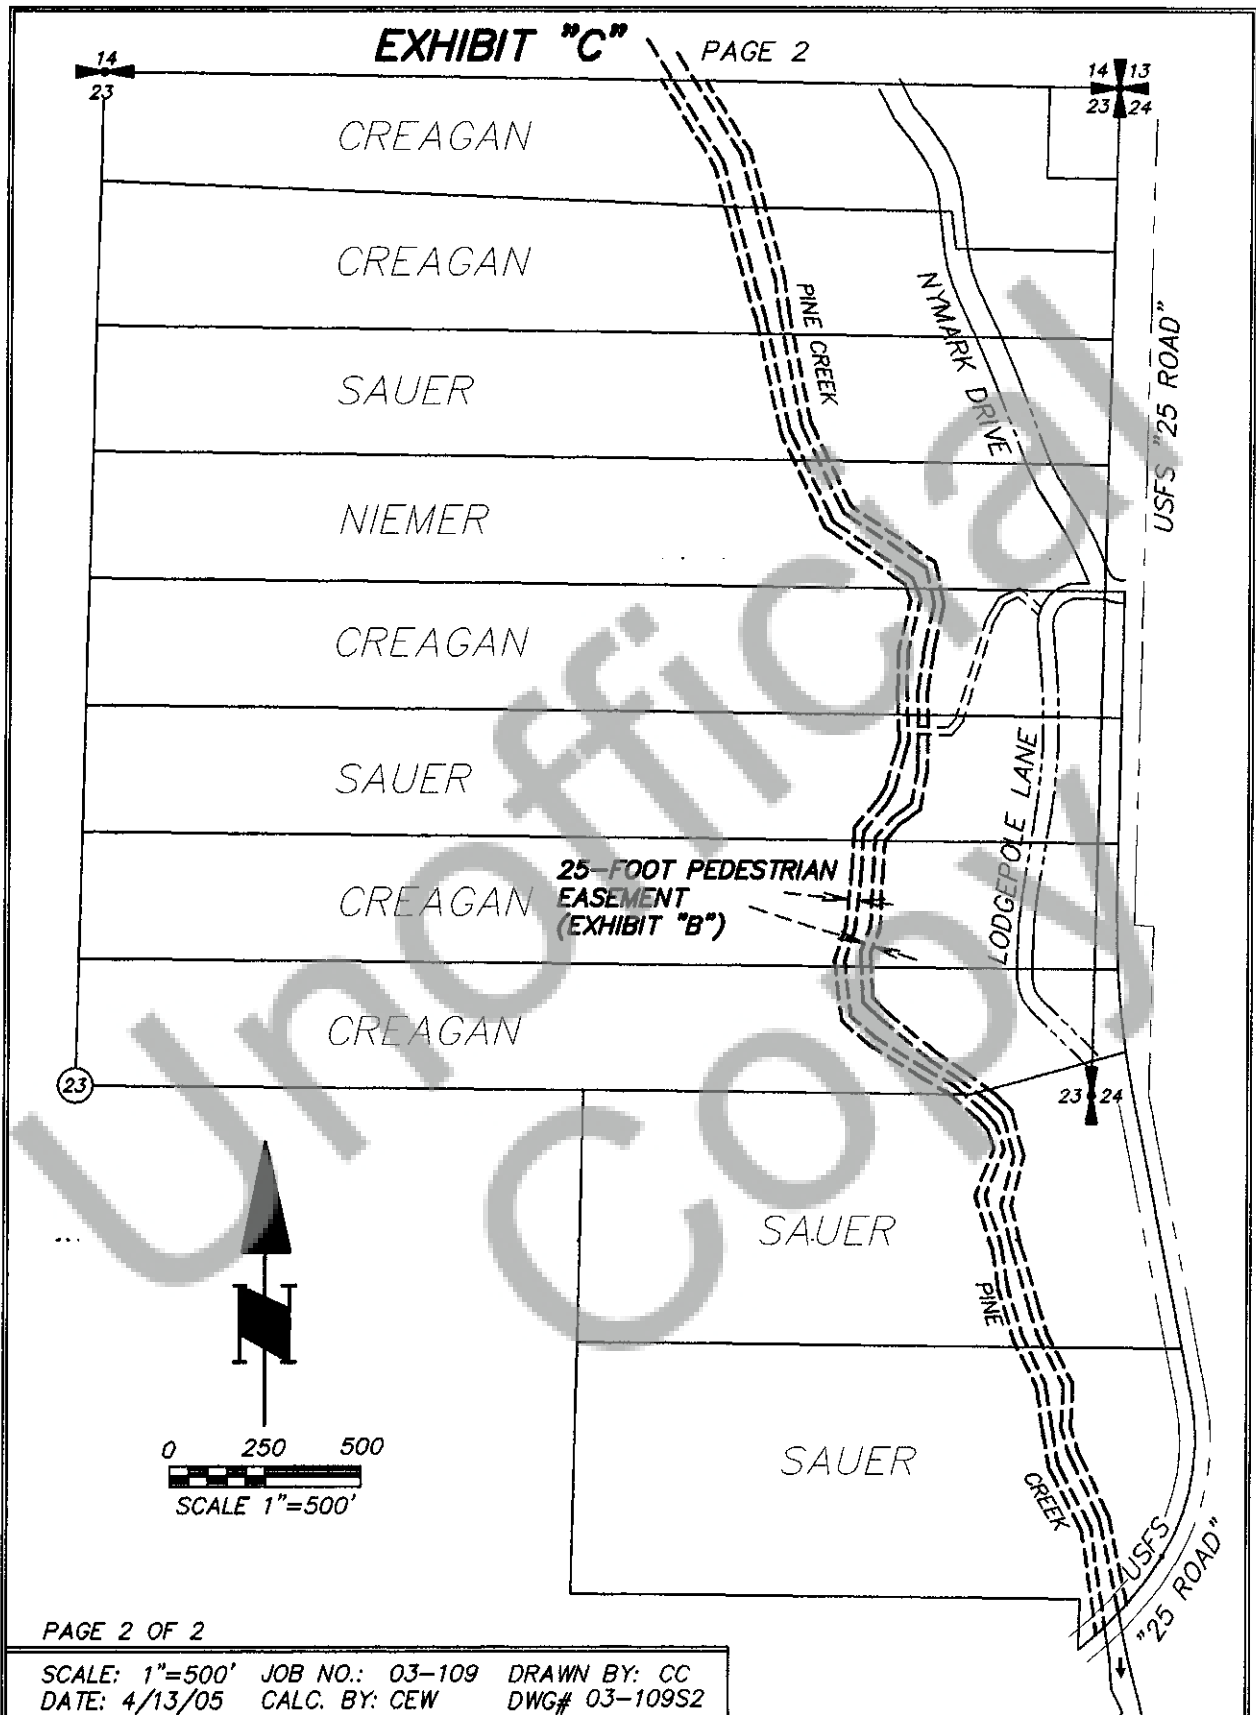 EXHIBIT "C" PAGE 2
14
23
14 13
23 24
CREAGAN
CREAGAN
PINE CREEK
NYMARK DRIVE
USFS "25 ROAD"
SAUER
NIEMER
CREAGAN
SAUER
LODGEPOLE LANE
25-FOOT PEDESTRIAN
EASEMENT
(EXHIBIT "B")
CREAGAN
CREAGAN
23
23 24
SAUER
PINE
CREEK
SAUER
USFS
"25 ROAD"
0 250 500
SCALE 1"=500'
PAGE 2 OF 2
SCALE: 1"=500' JOB NO.: 03-109 DRAWN BY: CC
DATE: 4/13/05 CALC. BY: CEW DWG# 03-109S2
Unofficial
Copy